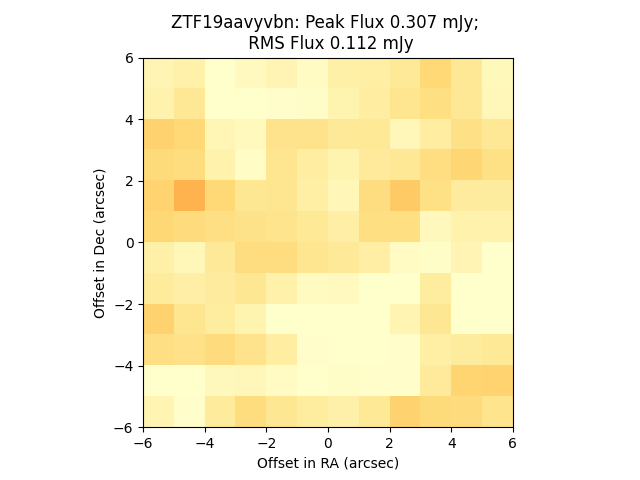 ZTF19aavyvbn: Peak Flux 0.307 mJy;
RMS Flux 0.112 mJy
6
4
2
0
−2
−4
−6
Offset in Dec (arcsec)
−6 −4 −2 0 2 4 6
Offset in RA (arcsec)